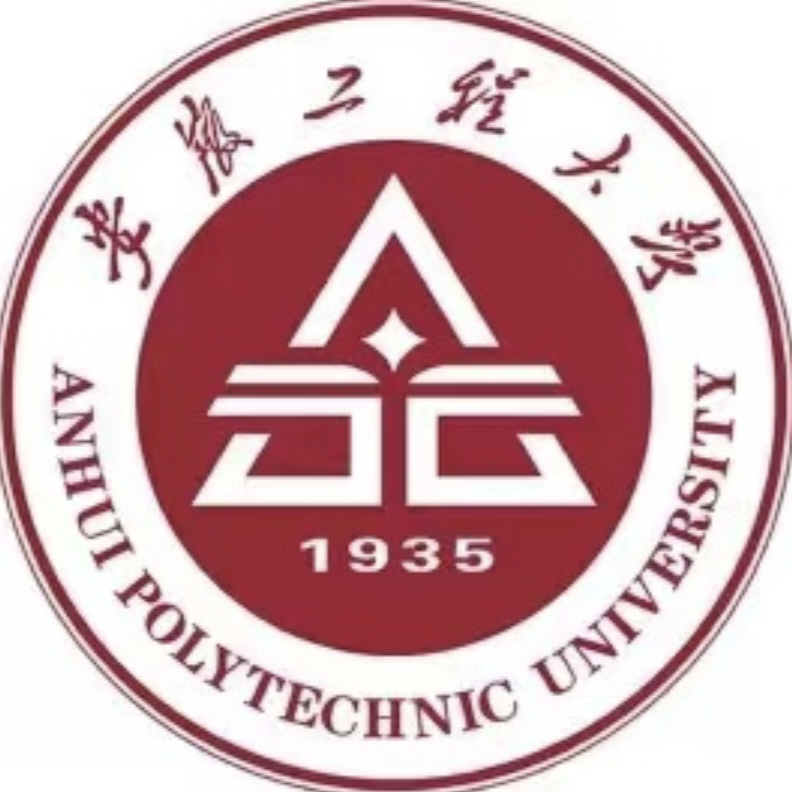 安徽工程大学
1935
ANHUI POLYTECHNIC UNIVERSITY